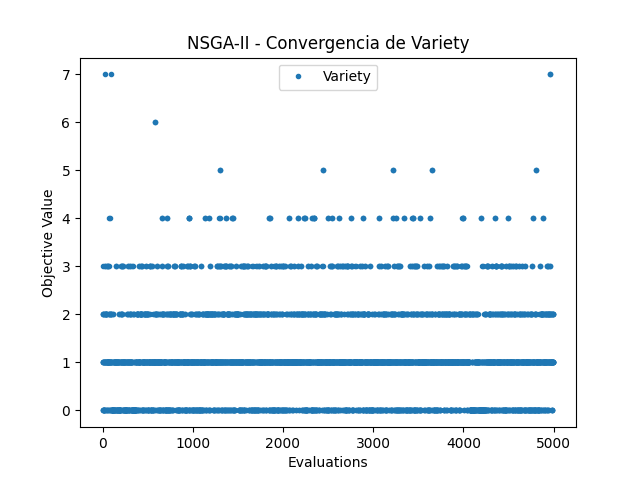 NSGA-II - Convergencia de Variety
Variety
Objective Value
7
6
5
4
3
2
1
0
0 1000 2000 3000 4000 5000
Evaluations